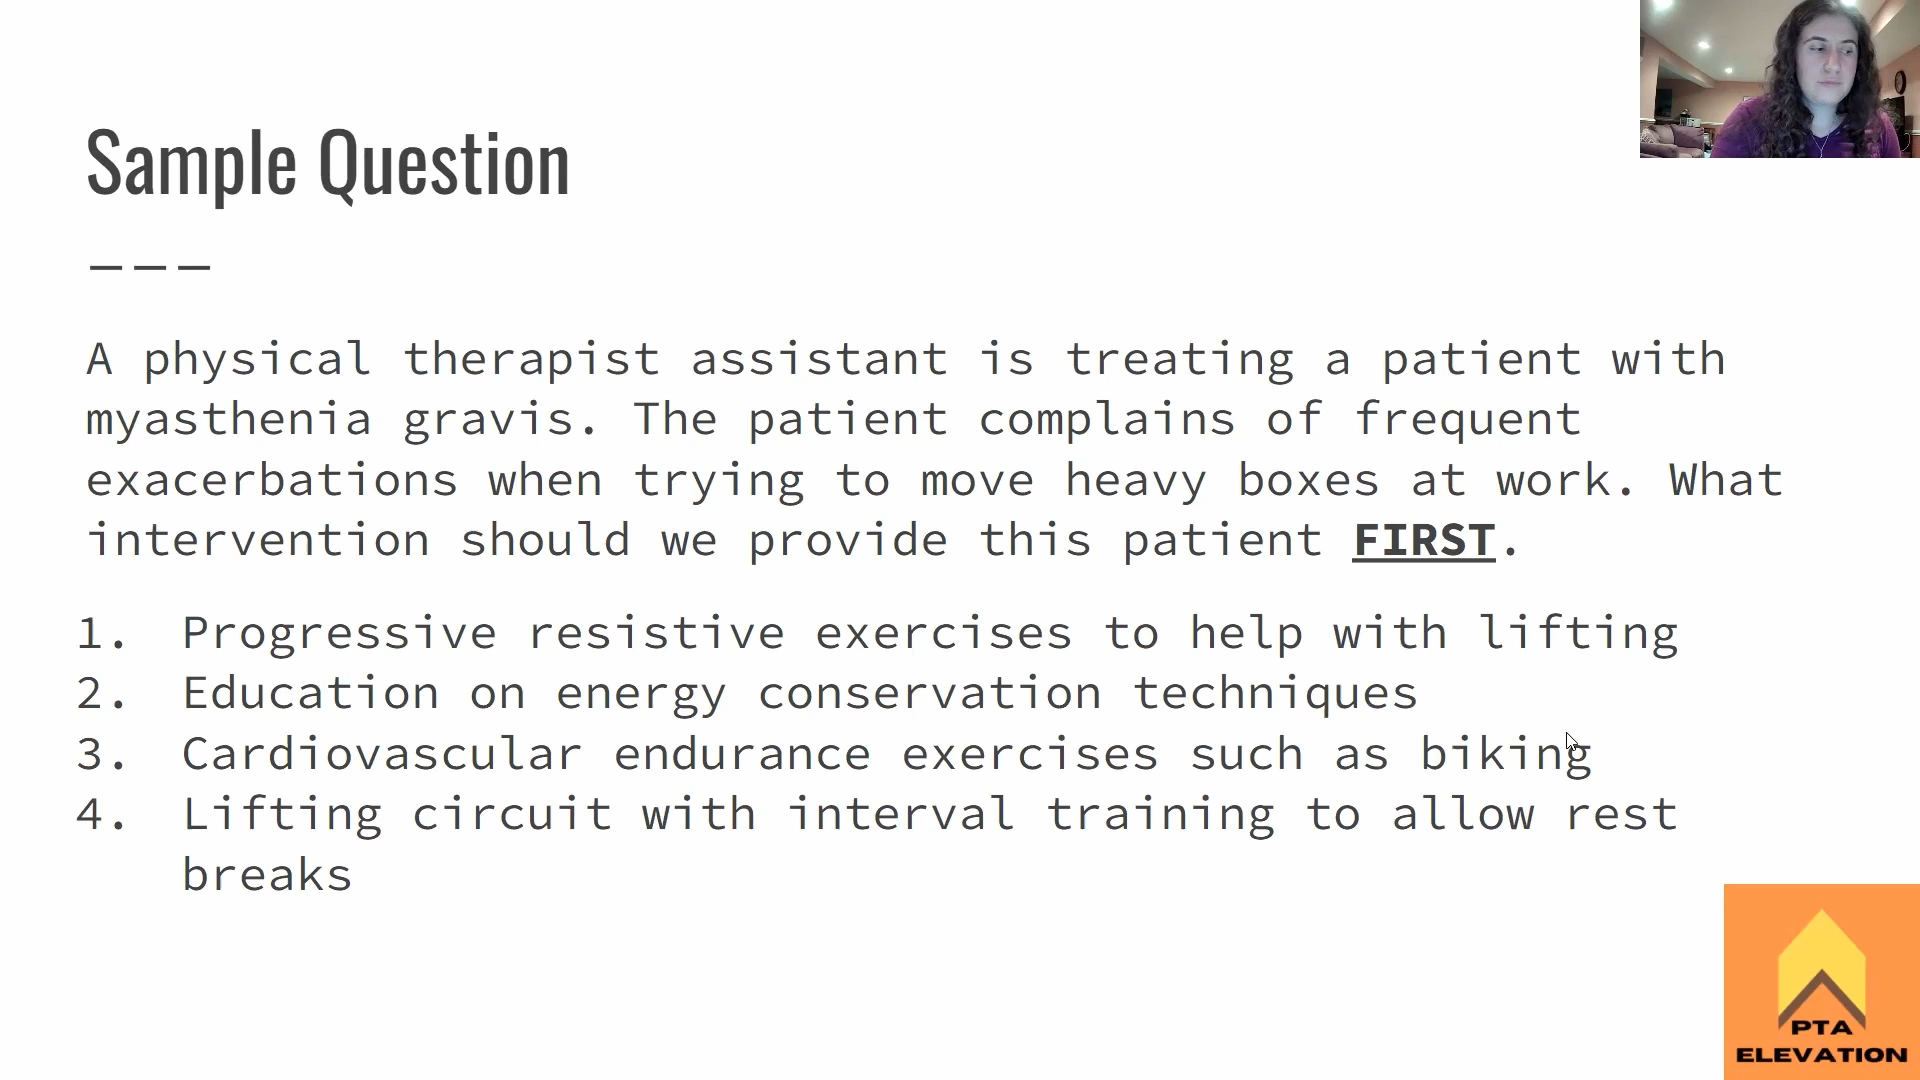 Sample Question
———
A physical therapist assistant is treating a patient with
myasthenia gravis. The patient complains of frequent
exacerbations when trying to move heavy boxes at work. What
intervention should we provide this patient FIRST.
1. Progressive resistive exercises to help with lifting
2. Education on energy conservation techniques
3. Cardiovascular endurance exercises such as biking
4. Lifting circuit with interval training to allow rest
breaks
PTA
ELEVATION